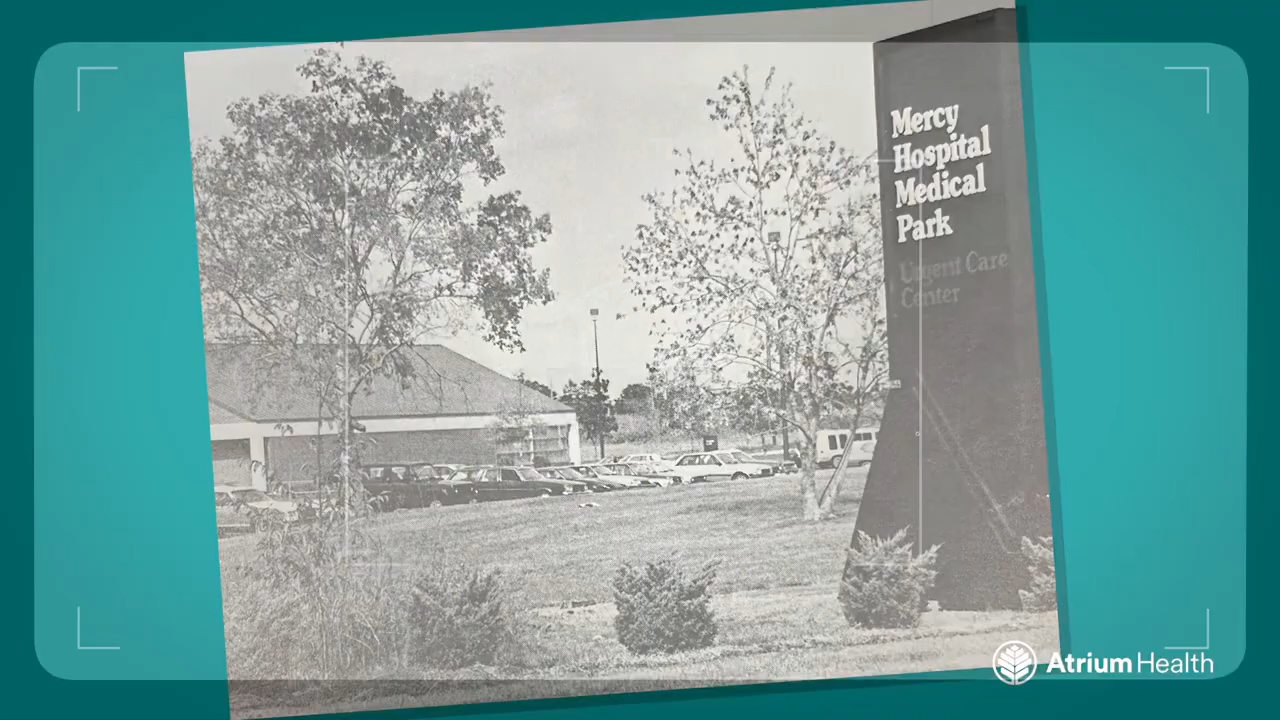 Mercy
Hospital
Medical
Park
Urgent Care
Center
Atrium Health